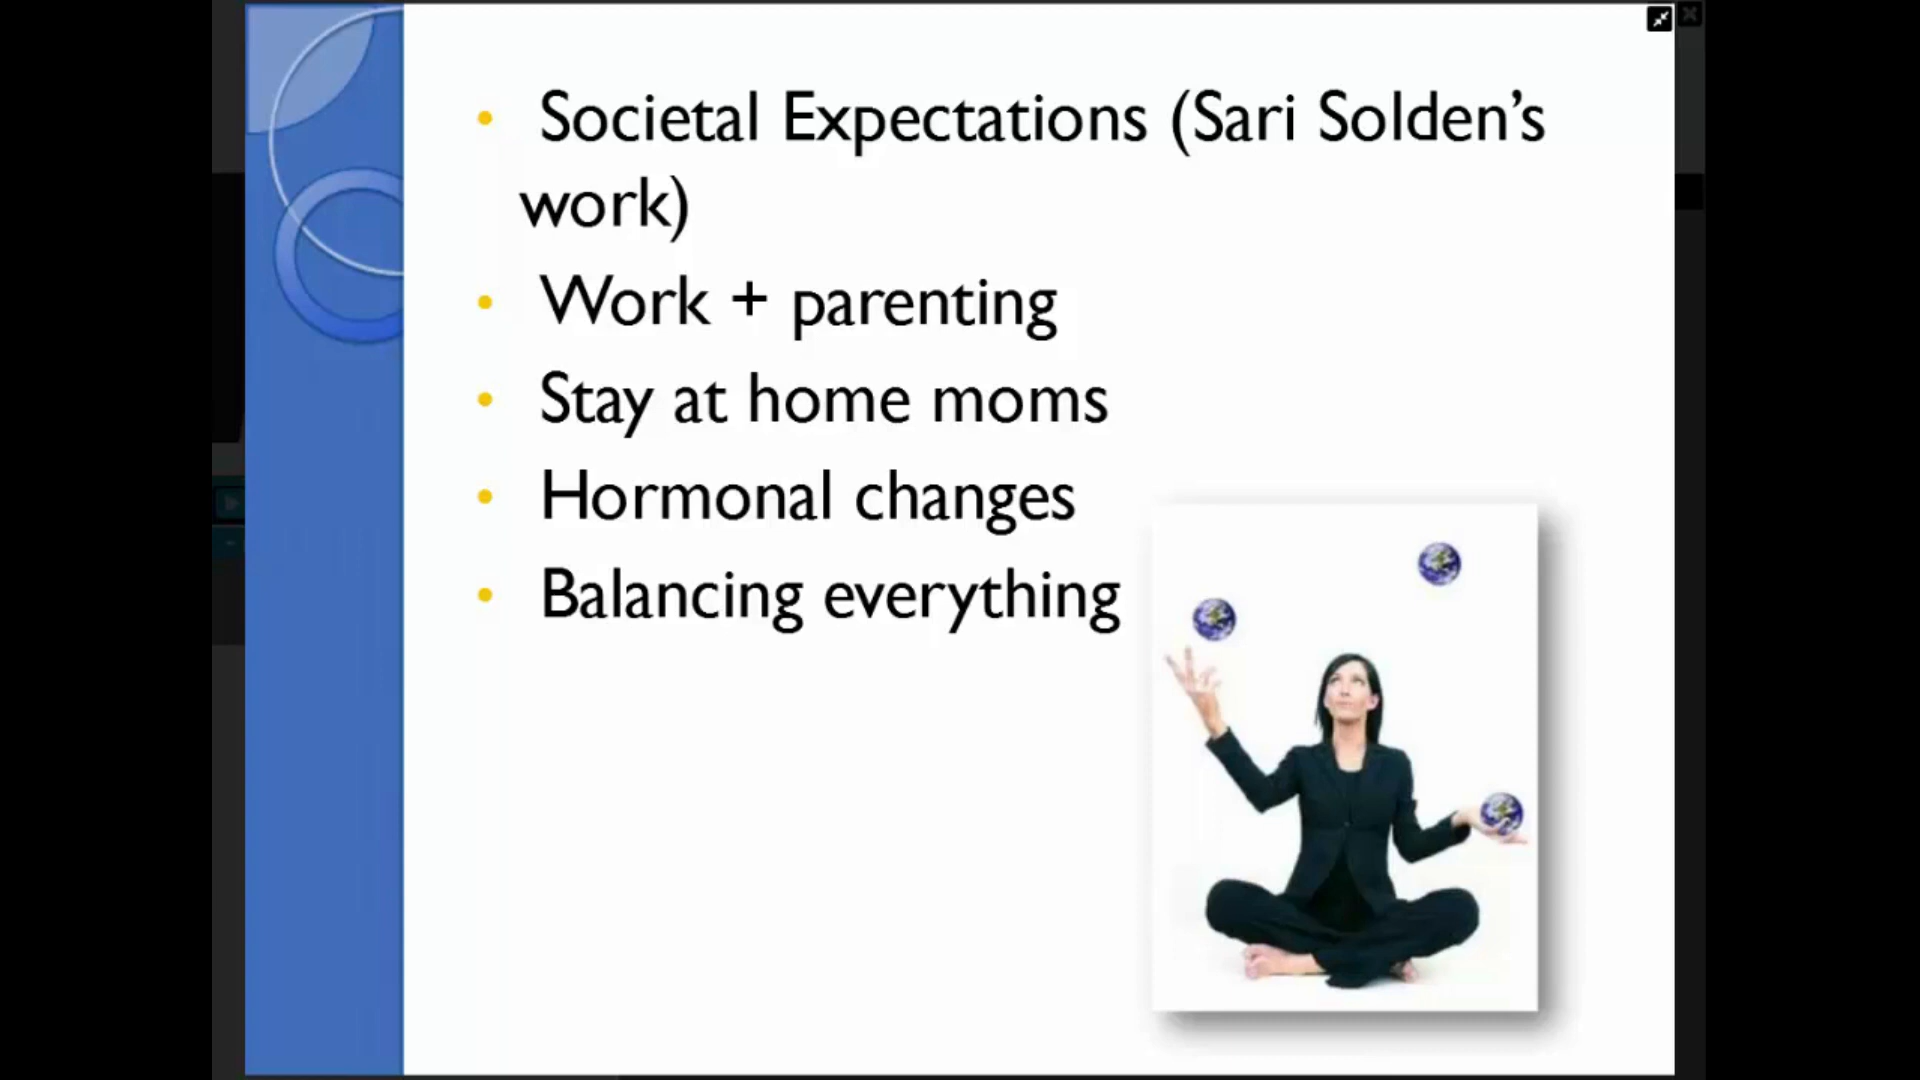 • Societal Expectations (Sari Solden’s
work)
• Work + parenting
• Stay at home moms
• Hormonal changes
• Balancing everything